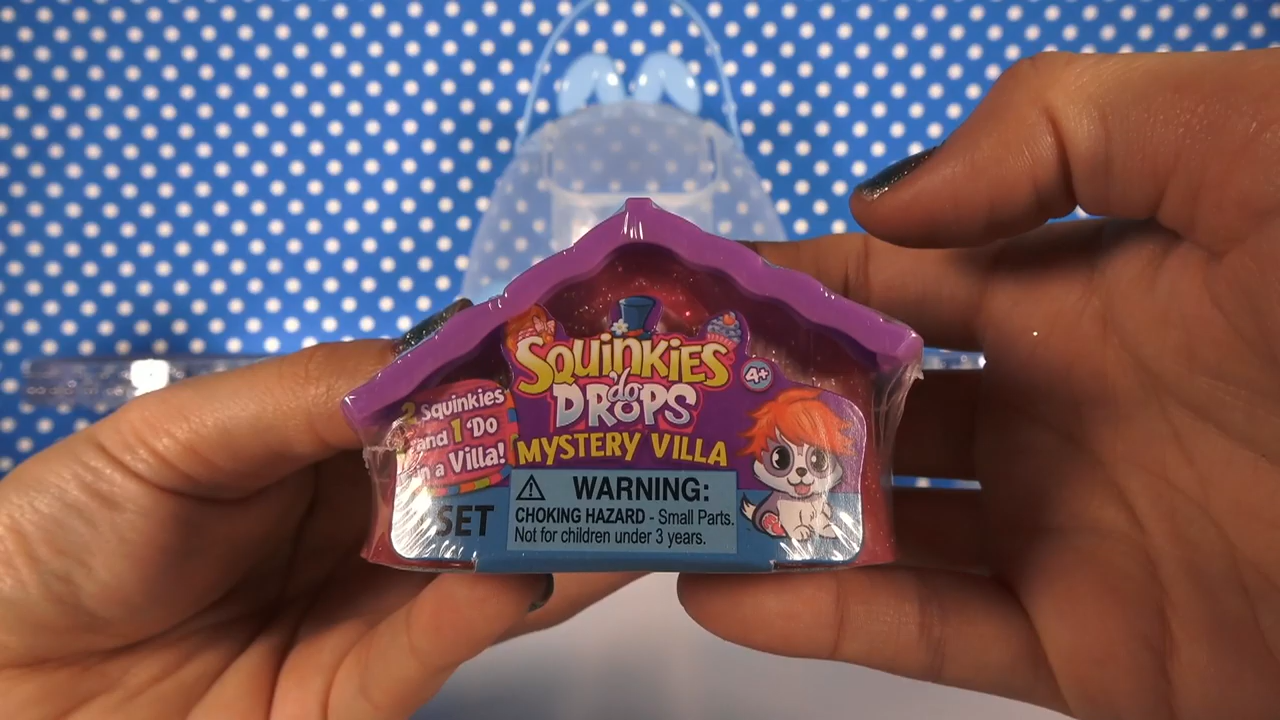 SQUINKIES
'do
DROPS
4+
MYSTERY VILLA
2 Squinkies
and 1 'Do
in a Villa!
SET
WARNING:
CHOKING HAZARD - Small Parts.
Not for children under 3 years.